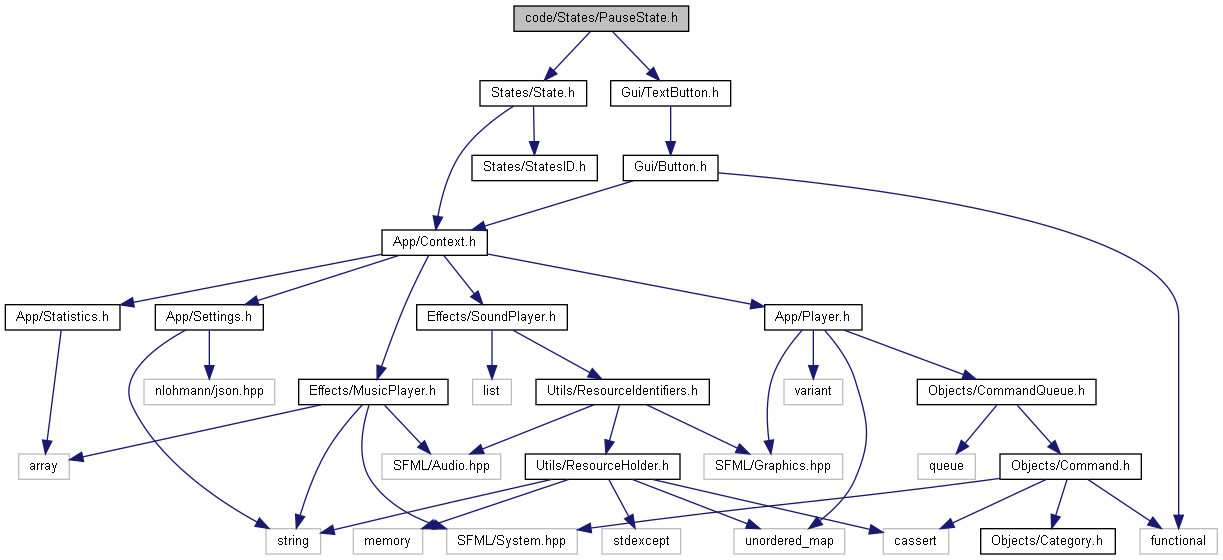 code/States/PauseState.h
States/State.h
Gui/TextButton.h
States/StatesID.h
Gui/Button.h
App/Context.h
App/Statistics.h
App/Settings.h
Effects/SoundPlayer.h
App/Player.h
nlohmann/json.hpp
Effects/MusicPlayer.h
list
Utils/ResourceIdentifiers.h
variant
Objects/CommandQueue.h
array
SFML/Audio.hpp
Utils/ResourceHolder.h
SFML/Graphics.hpp
queue
Objects/Command.h
string
memory
SFML/System.hpp
stdexcept
unordered_map
cassert
Objects/Category.h
functional